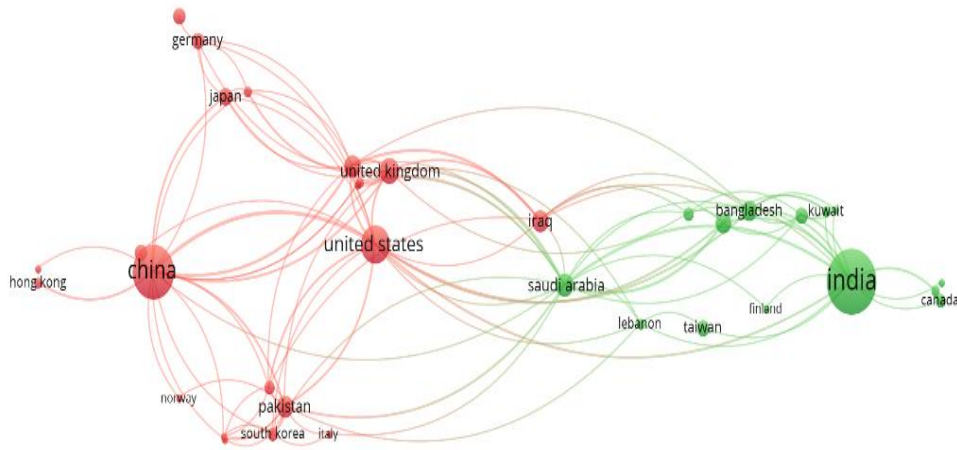 germany
japan
united kingdom
iraq
bangladesh
kuwait
united states
china
hong kong
saudi arabia
india
canada
finland
lebanon
taiwan
norway
pakistan
south korea
italy